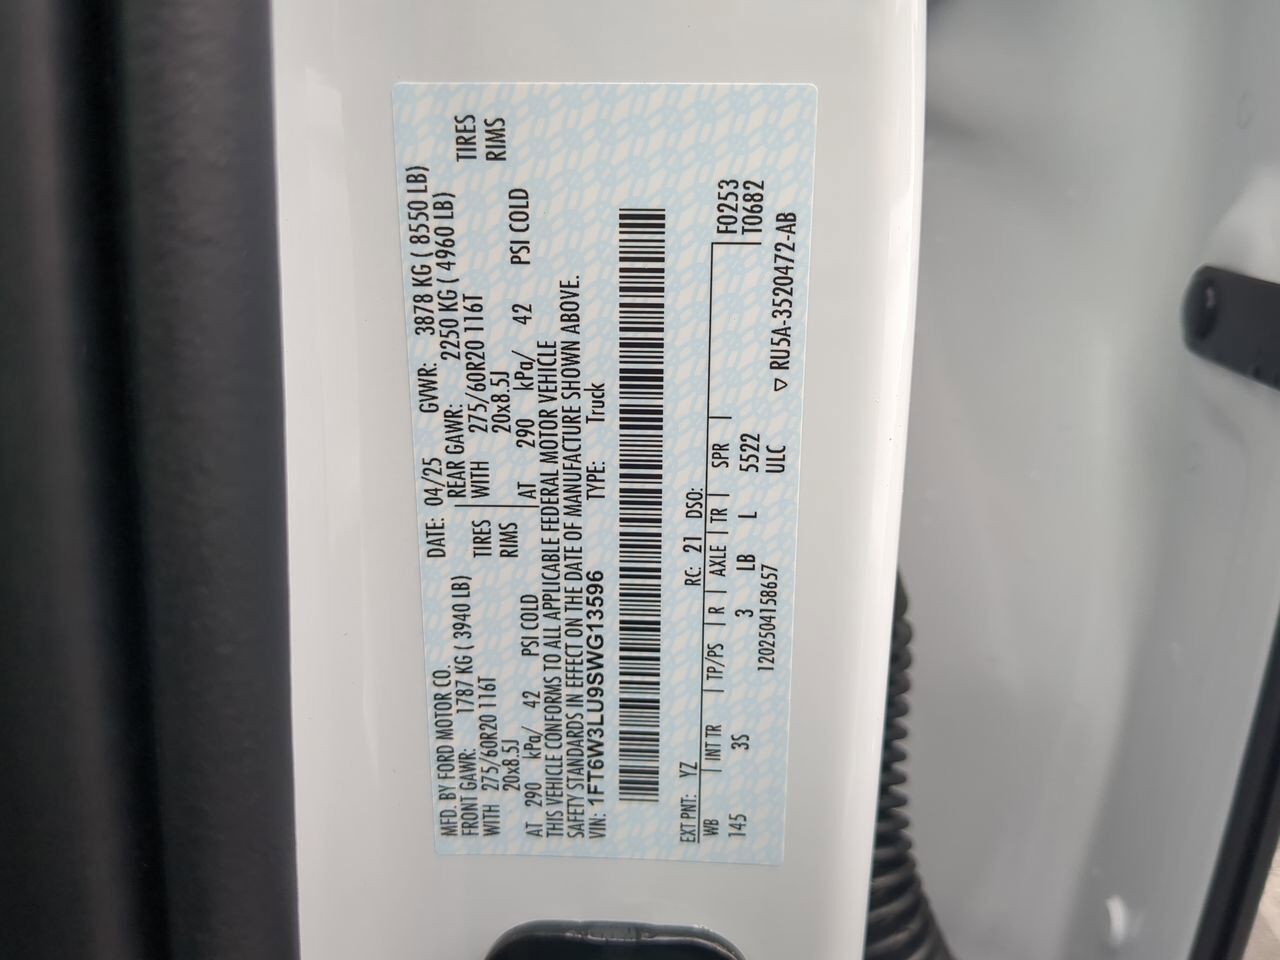 MFD. BY FORD MOTOR CO. DATE: 04/25 GVWR: 3878 KG ( 8550 LB)
FRONT GAWR: 1787 KG ( 3940 LB) REAR GAWR: 2250 KG ( 4960 LB)
WITH 275/60R20 116T TIRES WITH 275/60R20 116T TIRES
20x8.5J RIMS 20x8.5J RIMS
AT 290 kPa/ 42 PSI COLD AT 290 kPa/ 42 PSI COLD
THIS VEHICLE CONFORMS TO ALL APPLICABLE FEDERAL MOTOR VEHICLE
SAFETY STANDARDS IN EFFECT ON THE DATE OF MANUFACTURE SHOWN ABOVE.
VIN: 1FT6W3LU9SWG13596 TYPE: Truck
EXT PNT: YZ RC: 21 DSO: F0253
WB INT TR TP/PS R AXLE TR SPR T0682
145 3S 3 LB L 5522
1202504158657 ULC ▽ RU5A-3520472-AB